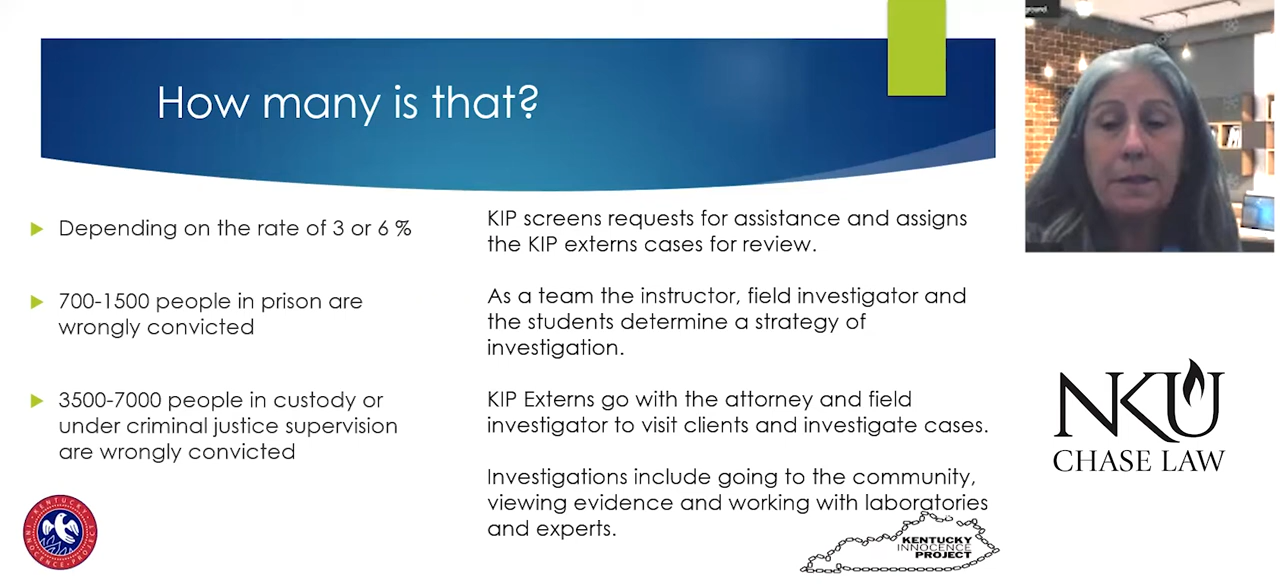 How many is that?
Depending on the rate of 3 or 6 %
700-1500 people in prison are
wrongly convicted
3500-7000 people in custody or
under criminal justice supervision
are wrongly convicted
KIP screens requests for assistance and assigns
the KIP externs cases for review.
As a team the instructor, field investigator and
the students determine a strategy of
investigation.
KIP Externs go with the attorney and field
investigator to visit clients and investigate cases.
Investigations include going to the community,
viewing evidence and working with laboratories
and experts.
KENTUCKY
INNOCENCE PROJECT
KENTUCKY
INNOCENCE
PROJECT
ground.
NKU
CHASE LAW